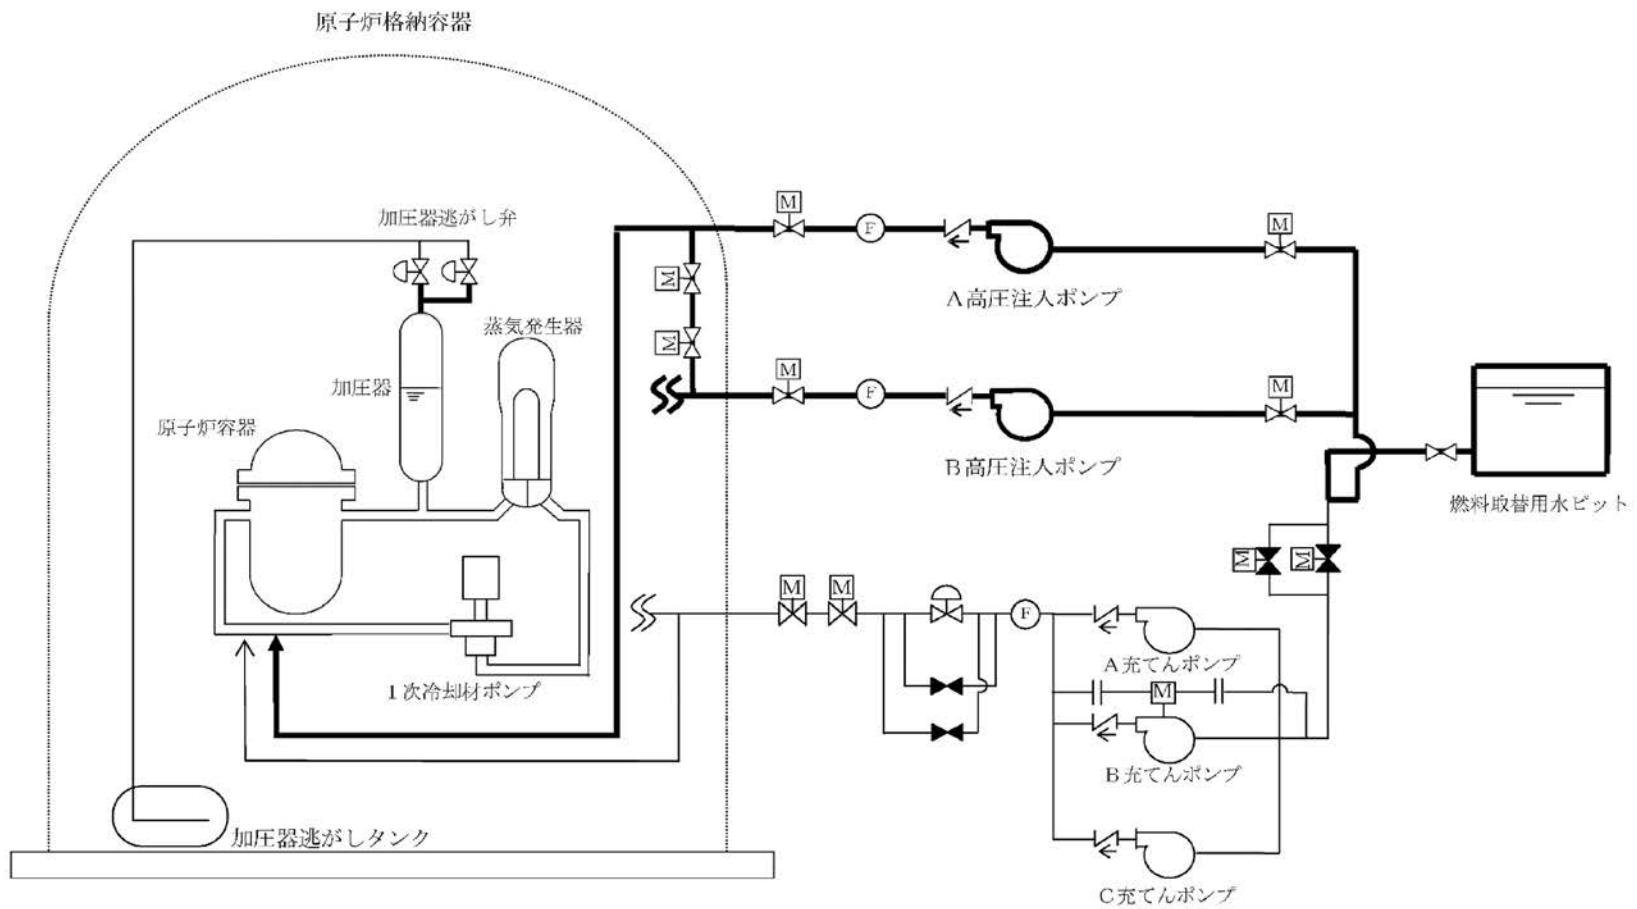 原子炉格納容器
加圧器逃がし弁
M
F
M
A高圧注入ポンプ
M
M
蒸気発生器
加圧器
M
F
M
B高圧注入ポンプ
原子炉容器
燃料取替用水ピット
M
M
M
M
F
A充てんポンプ
1次冷却材ポンプ
M
B充てんポンプ
加圧器逃がしタンク
C充てんポンプ